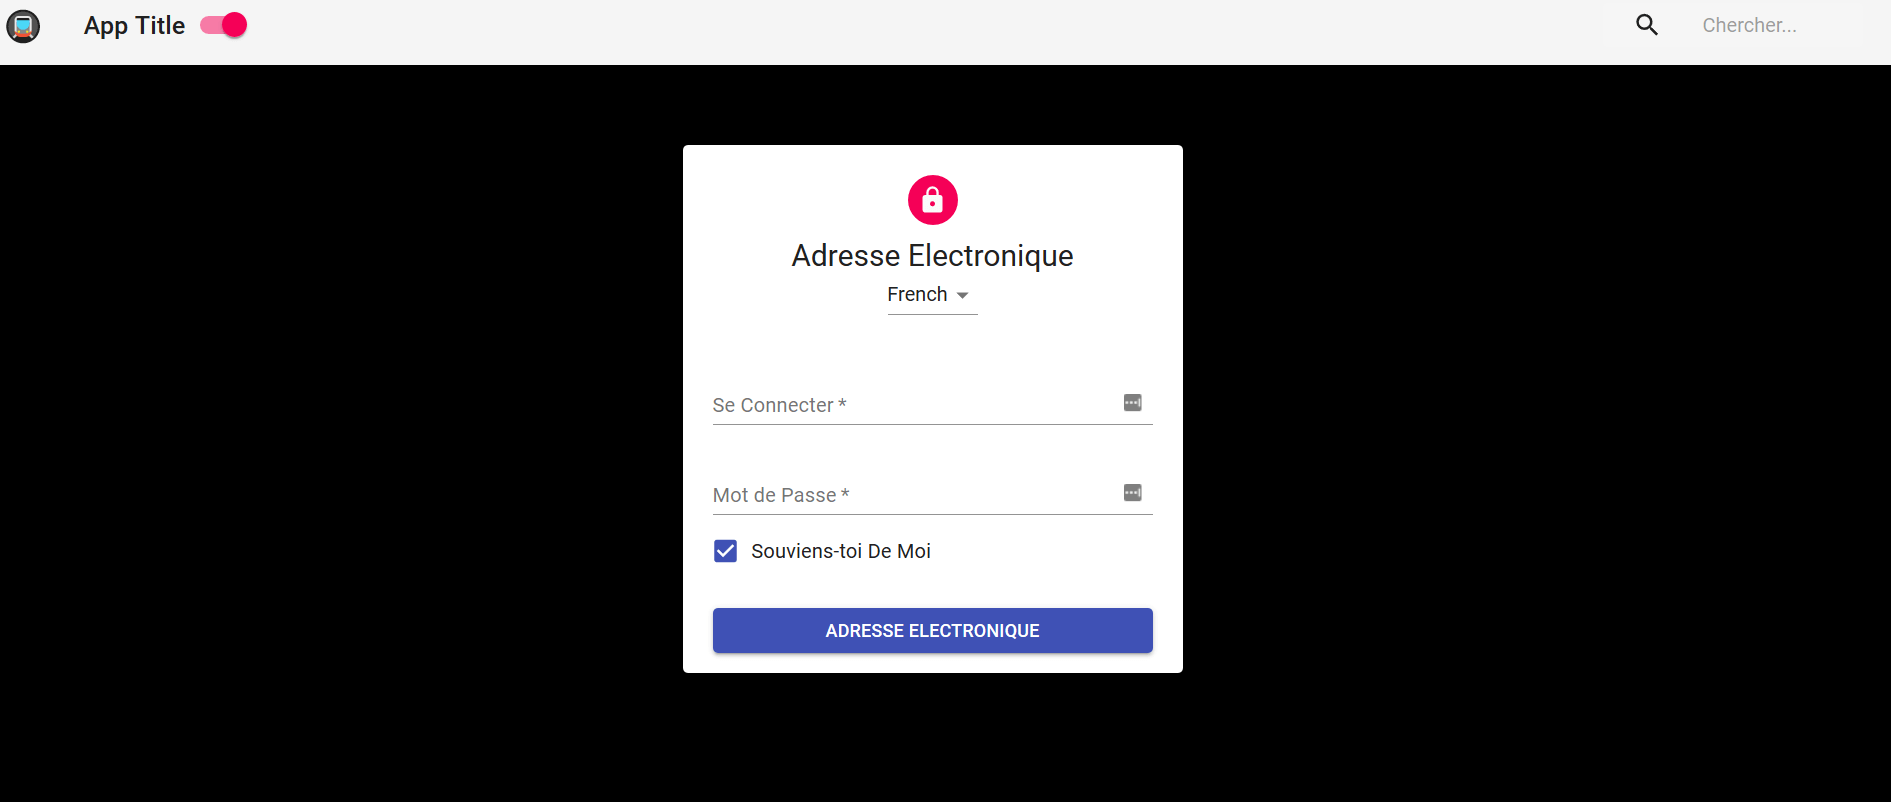 App Title
Chercher...
Adresse Electronique
French
Se Connecter *
Mot de Passe *
Souviens-toi De Moi
ADRESSE ELECTRONIQUE